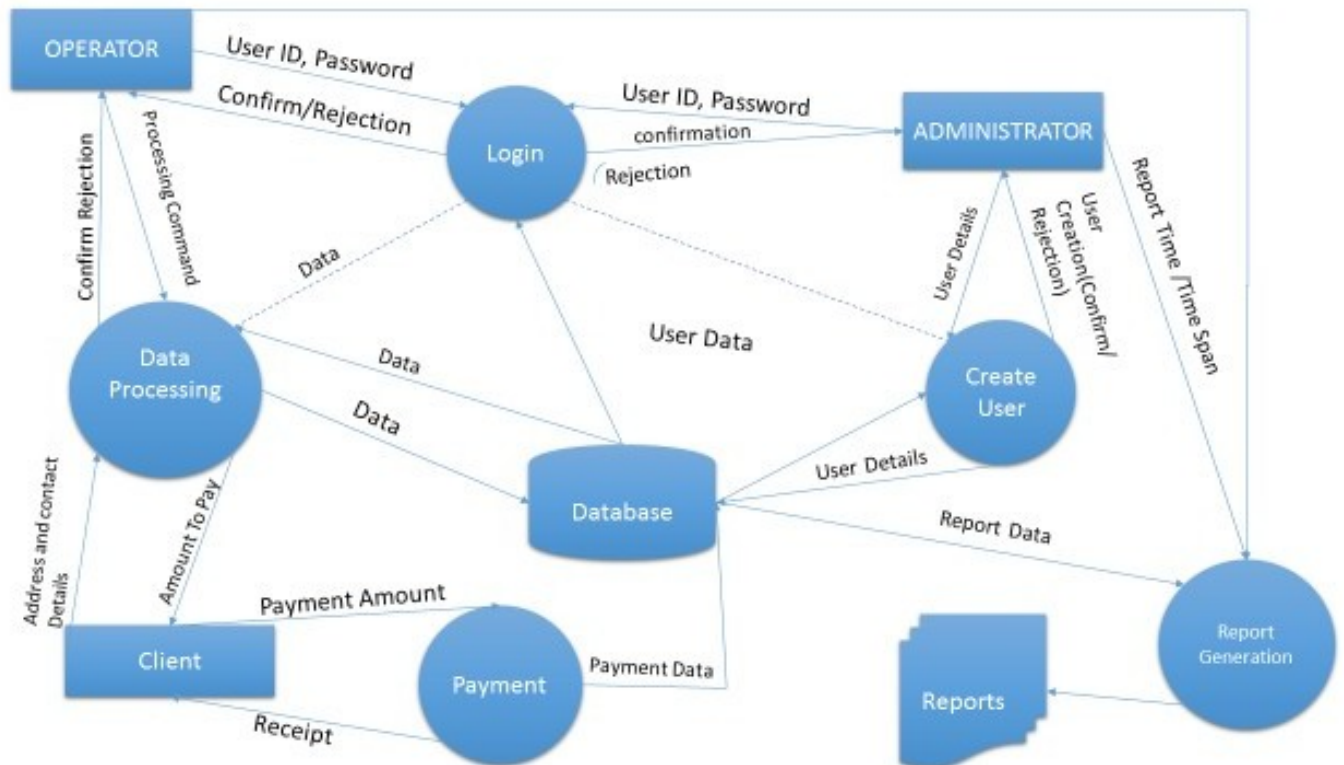 OPERATOR
User ID, Password
Confirm/Rejection
User ID, Password
confirmation
Rejection
Login
ADMINISTRATOR
Confirm Rejection
Processing Command
Data
User Details
User
Creation(Confirm/
Rejection)
Report Time /Time Span
User Data
Data
Processing
Data
Data
Create
User
User Details
Database
Report Data
Address and contact
Details
Amount To Pay
Payment Amount
Client
Payment
Payment Data
Receipt
Reports
Report
Generation